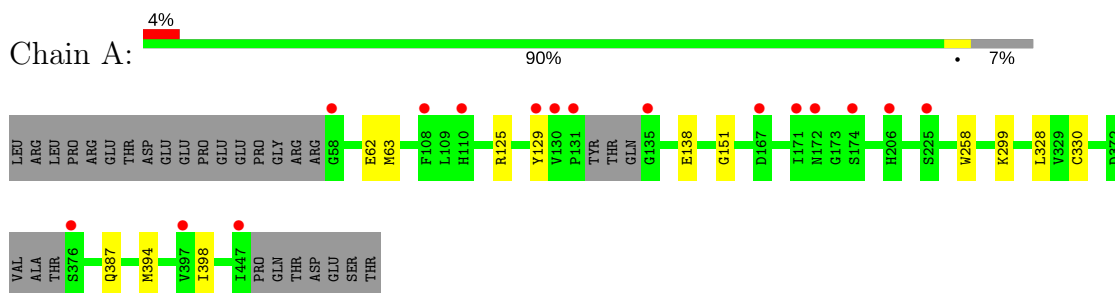 4%
Chain A:
90%
•
7%
LEU ARG LEU PRO ARG GLU THR ASP GLU GLU PRO GLU GLU PRO GLY ARG ARG G58 E62 M63 F108 L109 H110 R125 Y129 V130 P131 TYR THR GLN G135 E138 G151 D167 I171 N172 G173 S174 H206 S225 W258 K299 L328 V329 C330 D372
VAL ALA THR S376 Q387 M394 V397 I398 I447 PRO GLN THR ASP GLU SER THR